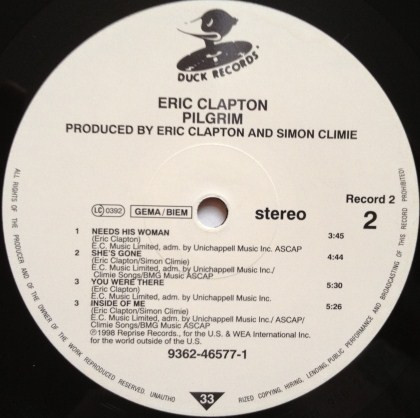 DUCK RECORDS
ERIC CLAPTON
PILGRIM
PRODUCED BY ERIC CLAPTON AND SIMON CLIMIE
LC 0392
GEMA/BIEM
stereo
Record 2
2
1 NEEDS HIS WOMAN 3:45
(Eric Clapton)
E.C. Music Limited, adm. by Unichappell Music Inc. ASCAP
2 SHE'S GONE 4:44
(Eric Clapton/Simon Climie)
E.C. Music Limited, adm. by Unichappell Music Inc./
Climie Songs/BMG Music ASCAP
3 YOU WERE THERE 5:30
(Eric Clapton)
E.C. Music Limited, adm. by Unichappell Music Inc.
3 INSIDE OF ME 5:26
(Eric Clapton/Simon Climie)
E.C. Music Limited, adm. by Unichappell Music Inc./ASCAP/
Climie Songs/BMG Music ASCAP
℗1998 Reprise Records., for the U.S. & WEA International Inc.
for the world outside of the U.S.
9362-46577-1
33
ALL RIGHTS OF THE PRODUCER AND OF THE OWNER OF THE WORK REPRODUCED RESERVED. UNAUTHO
RIZED COPYING, HIRING, LENDING, PUBLIC PERFORMANCE AND BROADCASTING OF THIS RECORD PROHIBITED!